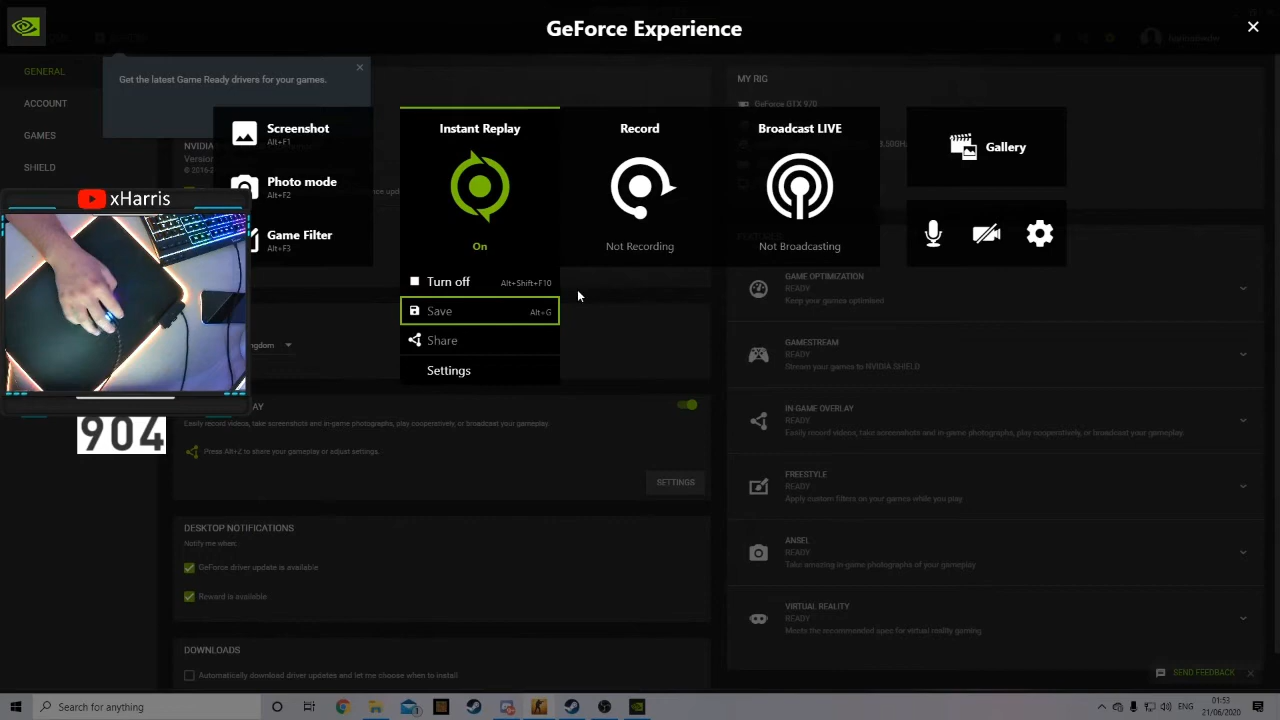 GeForce Experience
GENERAL
ACCOUNT
GAMES
SHIELD
Get the latest Game Ready drivers for your games.
Screenshot
Alt+F1
Photo mode
Alt+F2
Game Filter
Alt+F3
Instant Replay
On
Turn off Alt+Shift+F10
Save Alt+G
Share
Settings
Record
Not Recording
Broadcast LIVE
Not Broadcasting
Gallery
xHarris
904
MY RIG
GeForce GTX 970
GAME OPTIMIZATION
READY
Keep your games optimised
GAMESTREAM
READY
Stream your games to NVIDIA SHIELD
IN-GAME OVERLAY
READY
Easily record videos, take screenshots and in-game photographs, play cooperatively, or broadcast your gameplay.
FREESTYLE
READY
Apply custom filters on your games while you play
ANSEL
READY
Take amazing in-game photographs of your gameplay
VIRTUAL REALITY
READY
Meets the recommended spec for virtual reality gaming
Easily record videos, take screenshots and in-game photographs, play cooperatively, or broadcast your gameplay.
Press Alt+Z to share your gameplay or adjust settings.
SETTINGS
DESKTOP NOTIFICATIONS
Notify me when:
GeForce driver update is available
Reward is available
DOWNLOADS
Automatically download driver updates and let me choose when to install.
SEND FEEDBACK
Search for anything
01:53
21/06/2020